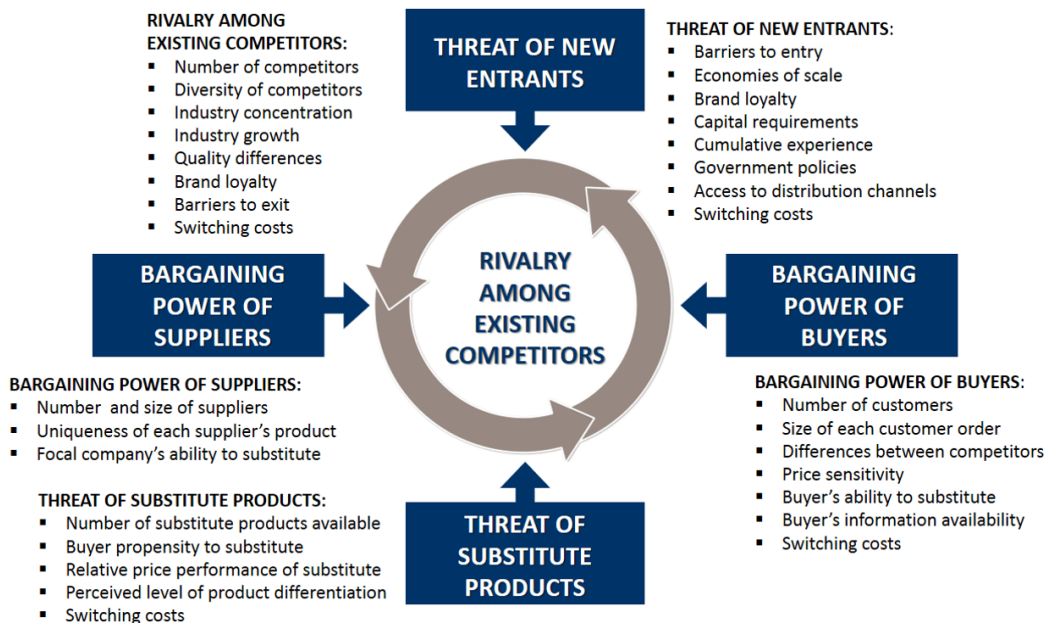 RIVALRY AMONG
EXISTING COMPETITORS:
▪ Number of competitors
▪ Diversity of competitors
▪ Industry concentration
▪ Industry growth
▪ Quality differences
▪ Brand loyalty
▪ Barriers to exit
▪ Switching costs
THREAT OF NEW
ENTRANTS
THREAT OF NEW ENTRANTS:
▪ Barriers to entry
▪ Economies of scale
▪ Brand loyalty
▪ Capital requirements
▪ Cumulative experience
▪ Government policies
▪ Access to distribution channels
▪ Switching costs
BARGAINING
POWER OF
SUPPLIERS
RIVALRY
AMONG
EXISTING
COMPETITORS
BARGAINING
POWER OF
BUYERS
BARGAINING POWER OF SUPPLIERS:
▪ Number and size of suppliers
▪ Uniqueness of each supplier’s product
▪ Focal company’s ability to substitute
BARGAINING POWER OF BUYERS:
▪ Number of customers
▪ Size of each customer order
▪ Differences between competitors
▪ Price sensitivity
▪ Buyer’s ability to substitute
▪ Buyer’s information availability
▪ Switching costs
THREAT OF SUBSTITUTE PRODUCTS:
▪ Number of substitute products available
▪ Buyer propensity to substitute
▪ Relative price performance of substitute
▪ Perceived level of product differentiation
▪ Switching costs
THREAT OF
SUBSTITUTE
PRODUCTS